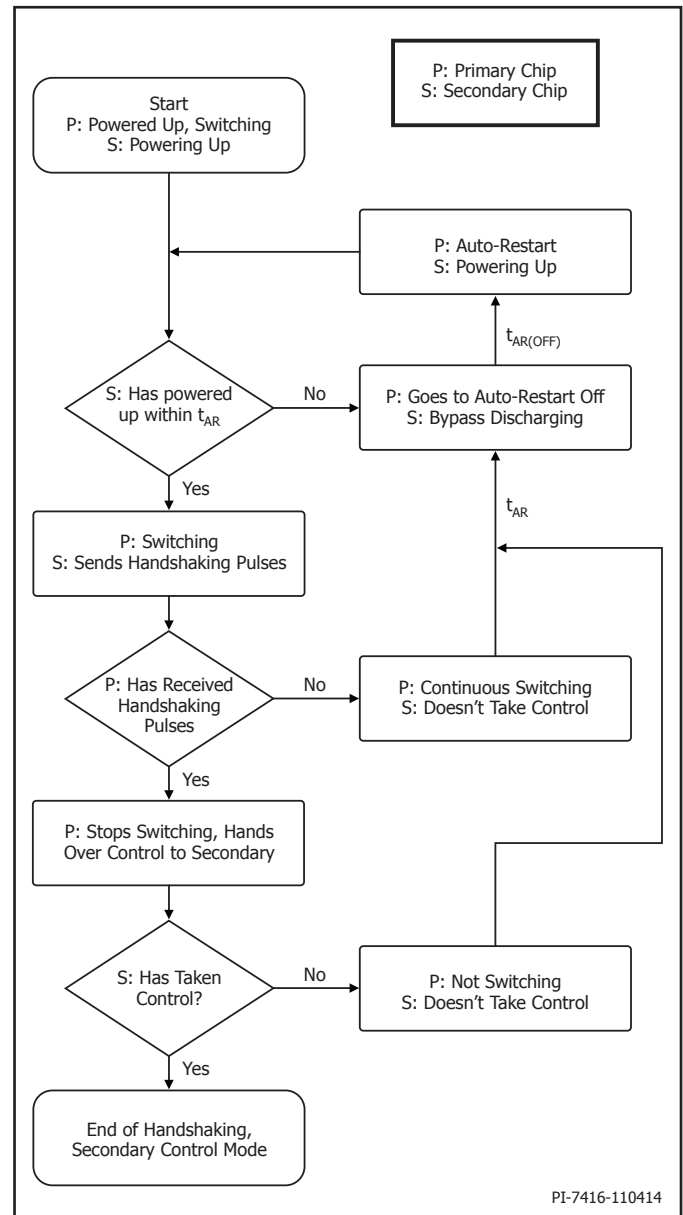 P: Primary Chip
S: Secondary Chip
Start
P: Powered Up, Switching
S: Powering Up
P: Auto-Restart
S: Powering Up
t_AR(OFF)
S: Has powered
up within t_AR
No
P: Goes to Auto-Restart Off
S: Bypass Discharging
Yes
t_AR
P: Switching
S: Sends Handshaking Pulses
P: Has Received
Handshaking
Pulses
No
P: Continuous Switching
S: Doesn't Take Control
Yes
P: Stops Switching, Hands
Over Control to Secondary
S: Has Taken
Control?
No
P: Not Switching
S: Doesn't Take Control
Yes
End of Handshaking,
Secondary Control Mode
PI-7416-110414